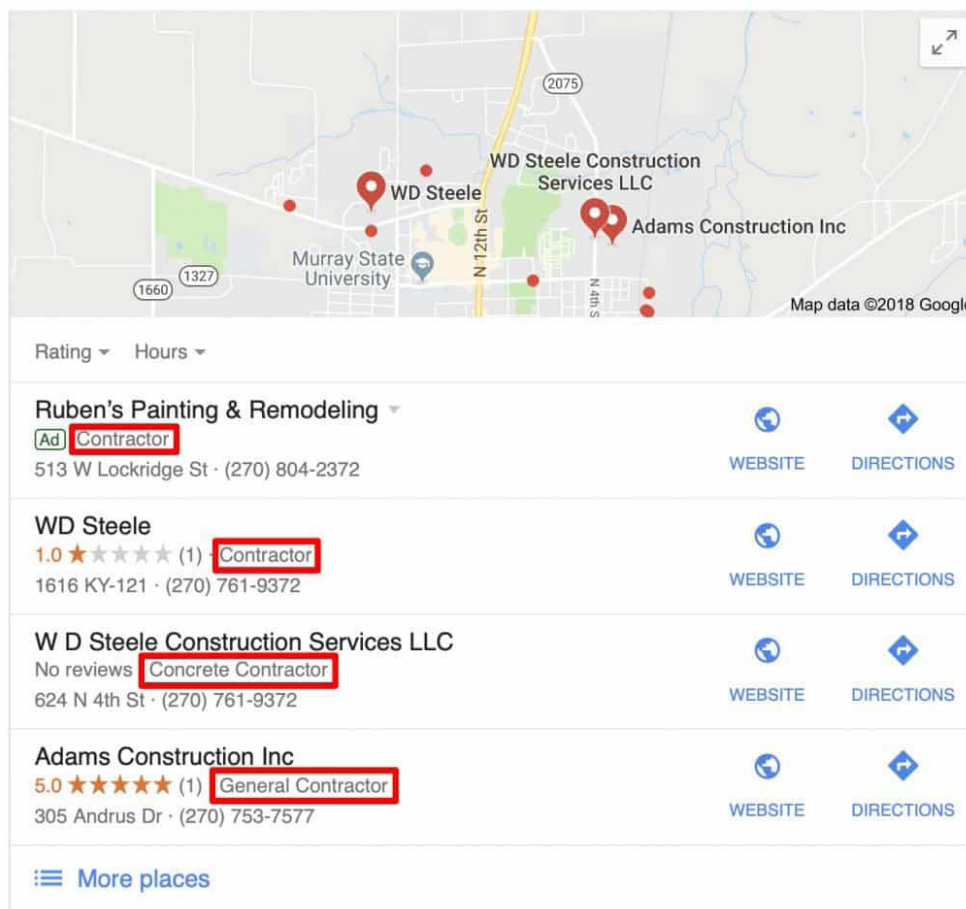 2075
WD Steele Construction
Services LLC
WD Steele
Adams Construction Inc
N 12th St
Murray State
University
1327
1660
N 4th S
Map data ©2018 Google
Rating Hours
Ruben's Painting & Remodeling
Ad Contractor
513 W Lockridge St · (270) 804-2372
WEBSITE DIRECTIONS
WD Steele
1.0 ★★★★★ (1) · Contractor
1616 KY-121 · (270) 761-9372
WEBSITE DIRECTIONS
W D Steele Construction Services LLC
No reviews Concrete Contractor
624 N 4th St · (270) 761-9372
WEBSITE DIRECTIONS
Adams Construction Inc
5.0 ★★★★★ (1) General Contractor
305 Andrus Dr · (270) 753-7577
WEBSITE DIRECTIONS
More places